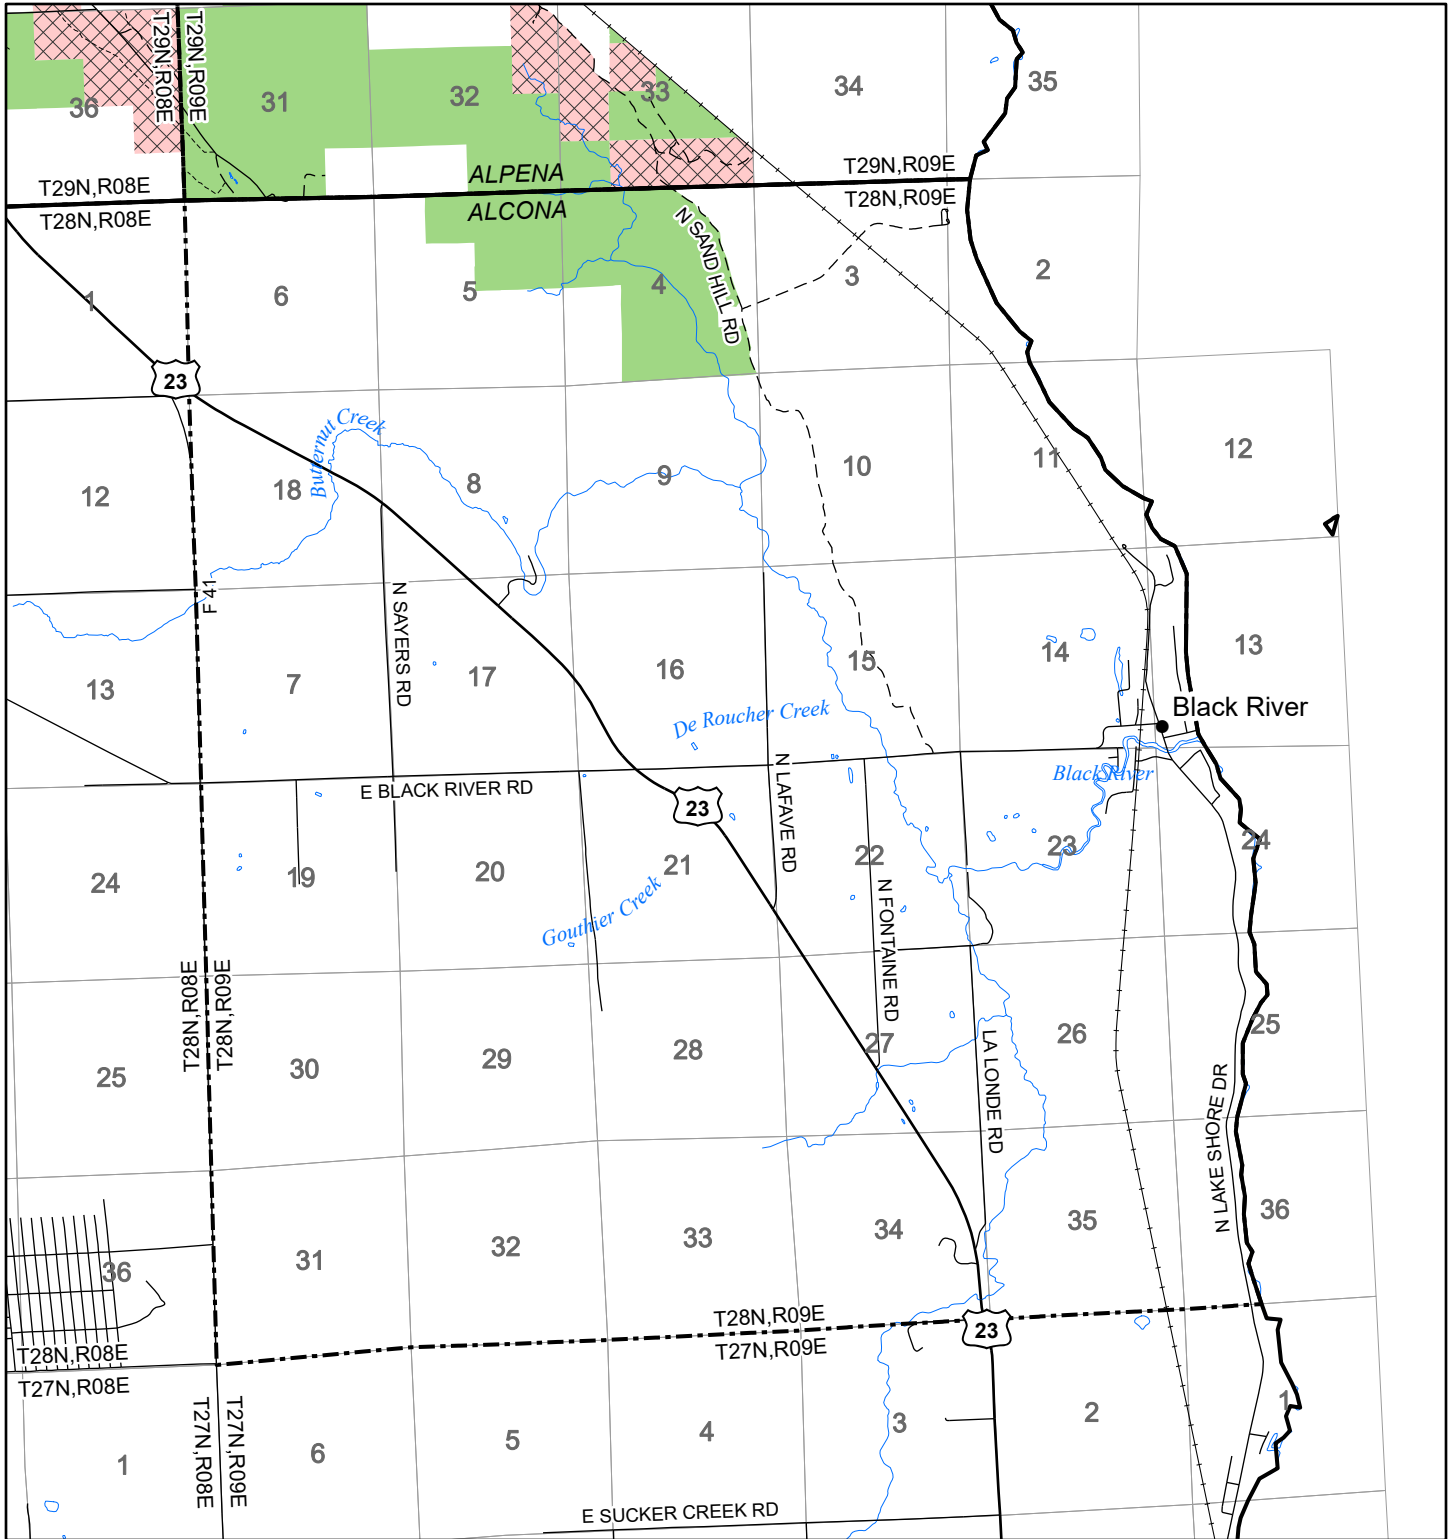 T29N,R08E
T29N,R09E
36
31
32
33
34
35
ALPENA
T29N,R08E
T29N,R09E
T28N,R08E
ALCONA
T28N,R09E
N SAND HILL RD
1
6
5
4
3
2
23
Butternut Creek
12
18
8
9
10
11
12
F 41
N SAYERS RD
13
7
17
16
15
14
13
De Roucher Creek
Black River
E BLACK RIVER RD
23
N LAFAVE RD
Black River
24
19
20
21
22
23
24
Gouthier Creek
N FONTAINE RD
T28N,R08E
T28N,R09E
25
30
29
28
27
26
25
LA LONDE RD
N LAKE SHORE DR
36
31
32
33
34
35
36
T28N,R09E
23
T28N,R08E
T27N,R09E
T27N,R08E
T27N,R08E
T27N,R09E
1
6
5
4
3
2
1
E SUCKER CREEK RD